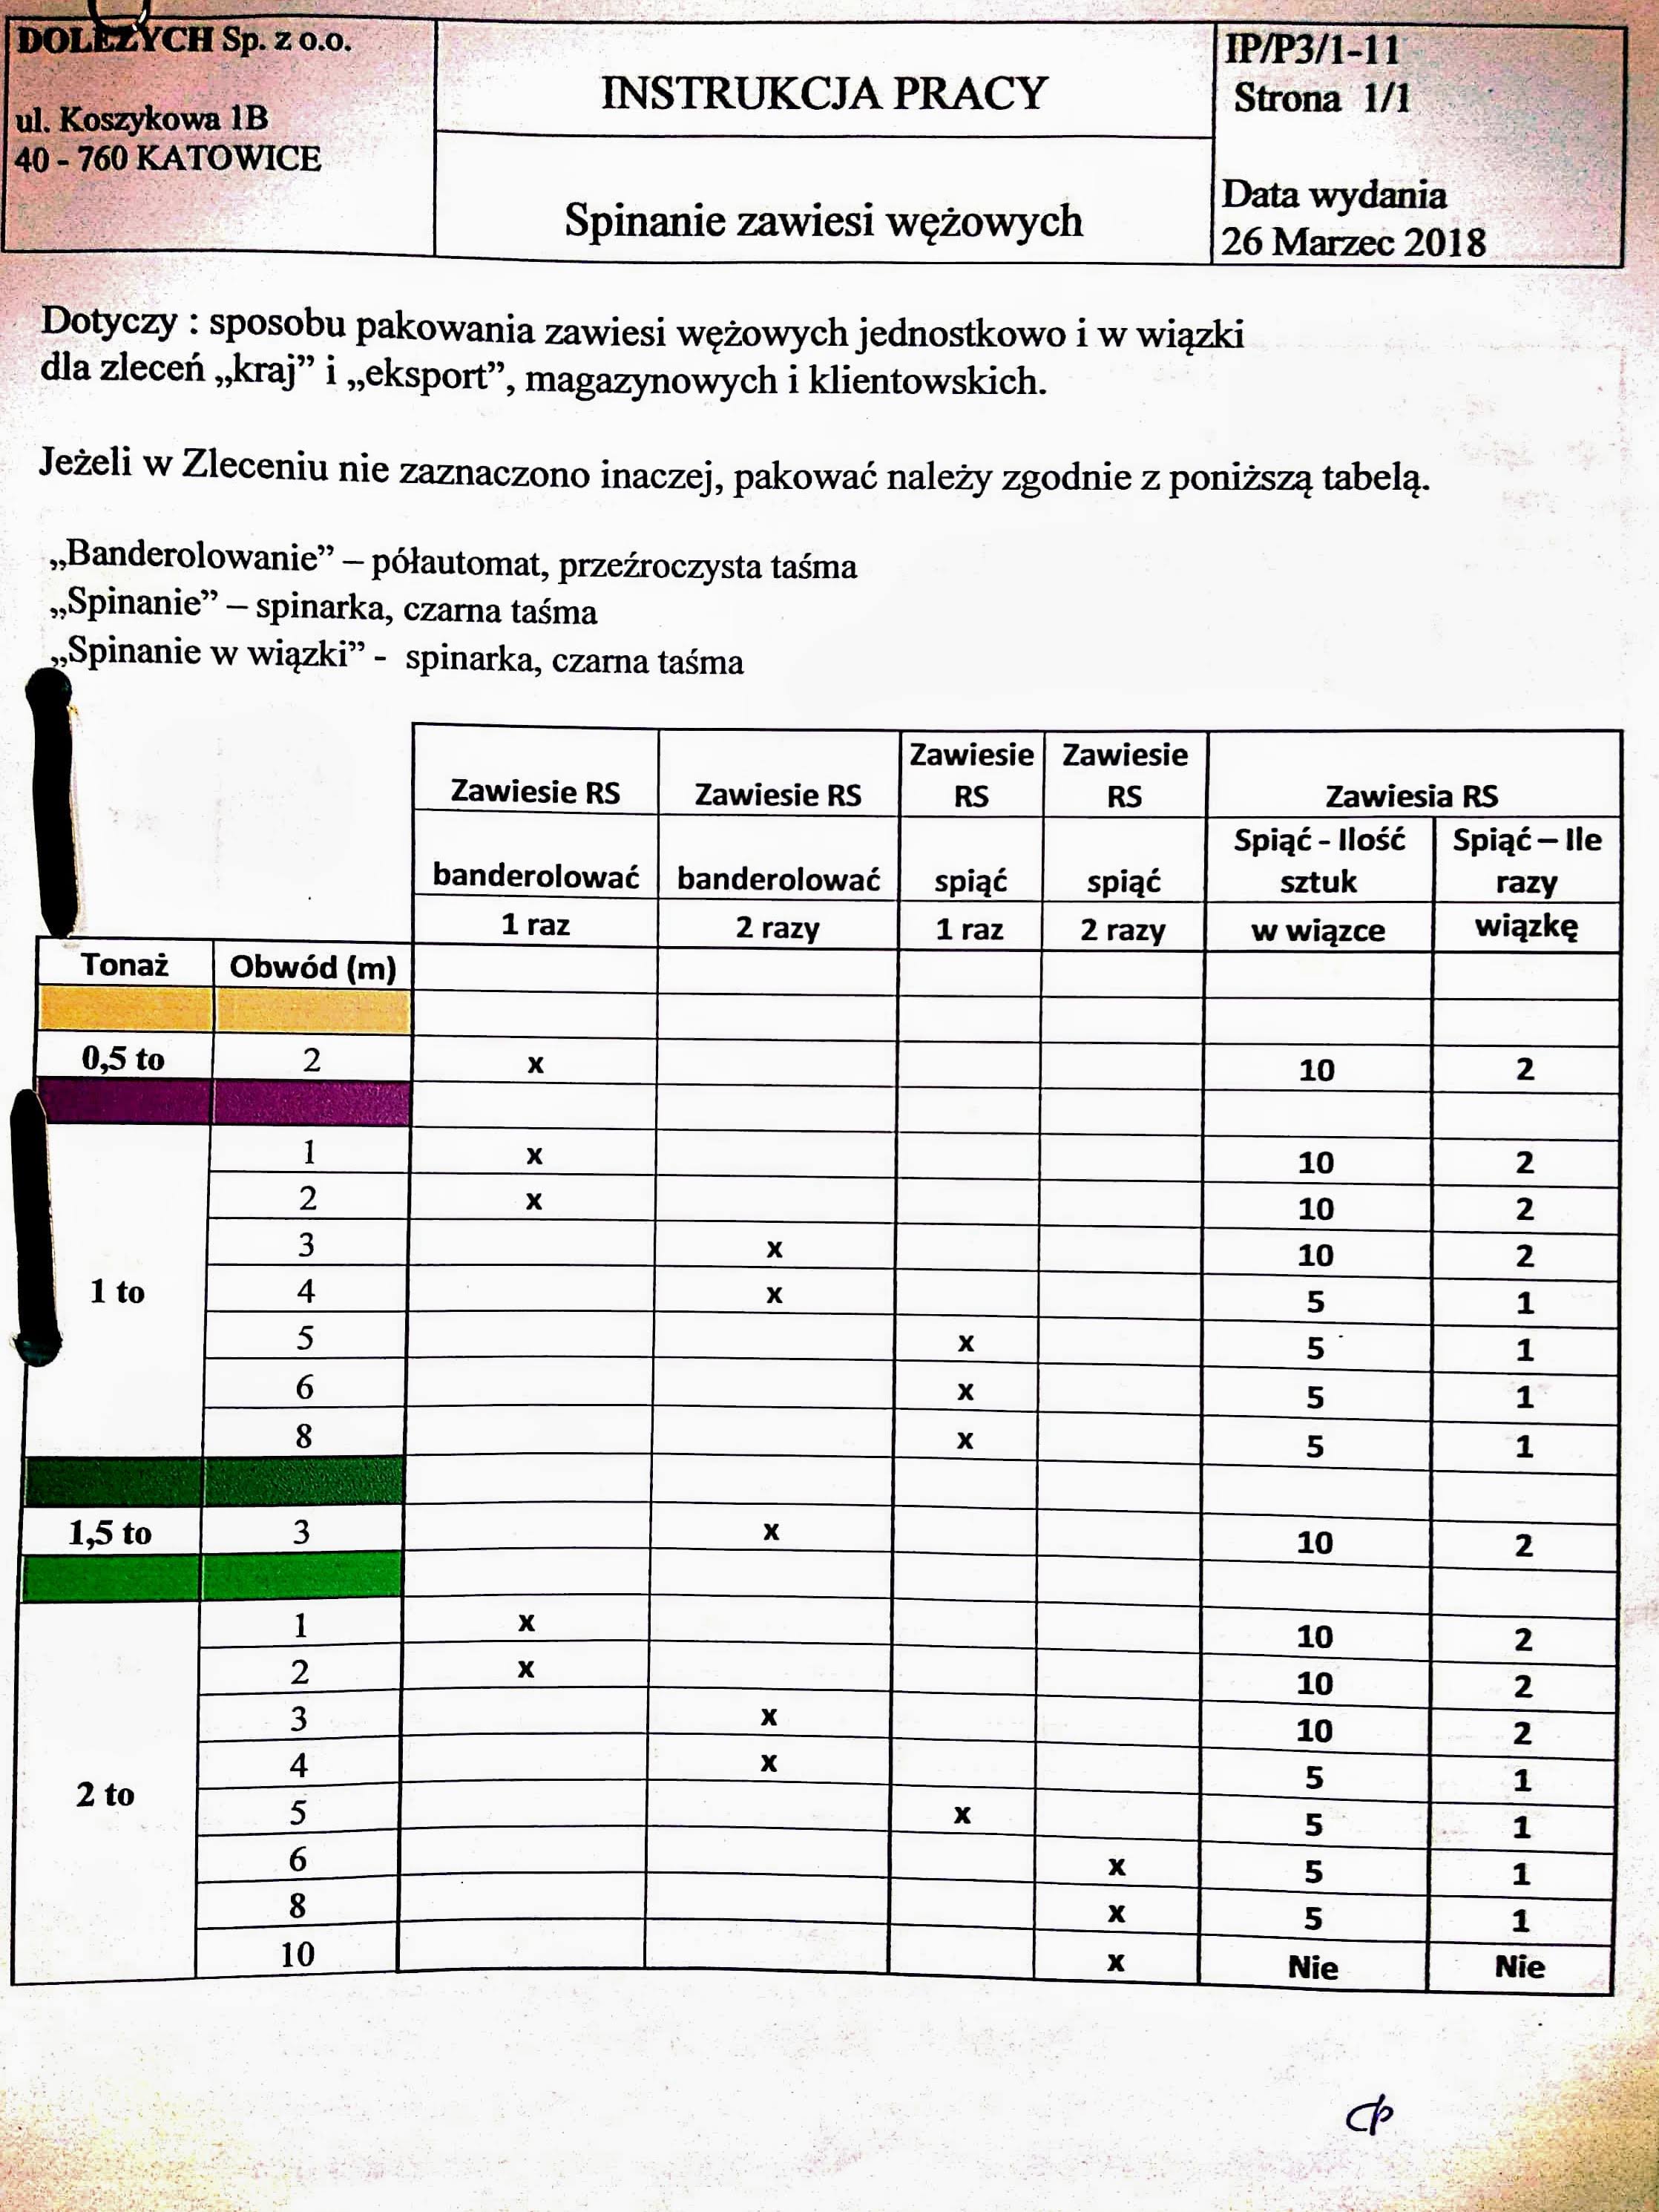 DOLEZYCH Sp. z o.o.
ul. Koszykowa 1B
40 - 760 KATOWICE
INSTRUKCJA PRACY
Spinanie zawiesi wężowych
IP/P3/1-11
Strona 1/1
Data wydania
26 Marzec 2018
Dotyczy : sposobu pakowania zawiesi wężowych jednostkowo i w wiązki
dla zleceń „kraj” i „eksport”, magazynowych i klientowskich.
Jeżeli w Zleceniu nie zaznaczono inaczej, pakować należy zgodnie z poniższą tabelą.
„Banderolowanie” – półautomat, przeźroczysta taśma
„Spinanie” – spinarka, czarna taśma
„Spinanie w wiązki” - spinarka, czarna taśma
Zawiesie RS Zawiesie RS Zawiesie RS Zawiesie RS Zawiesia RS
banderolować banderolować spiąć spiąć Spiąć - Ilość sztuk Spiąć – Ile razy
1 raz 2 razy 1 raz 2 razy w wiązce wiązkę
Tonaż Obwód (m)
0,5 to 2 x 10 2
1 x 10 2
2 x 10 2
3 x 10 2
1 to 4 x 5 1
5 x 5 1
6 x 5 1
8 x 5 1
1,5 to 3 x 10 2
1 x 10 2
2 x 10 2
3 x 10 2
4 x 5 1
2 to 5 x 5 1
6 x 5 1
8 x 5 1
10 x Nie Nie